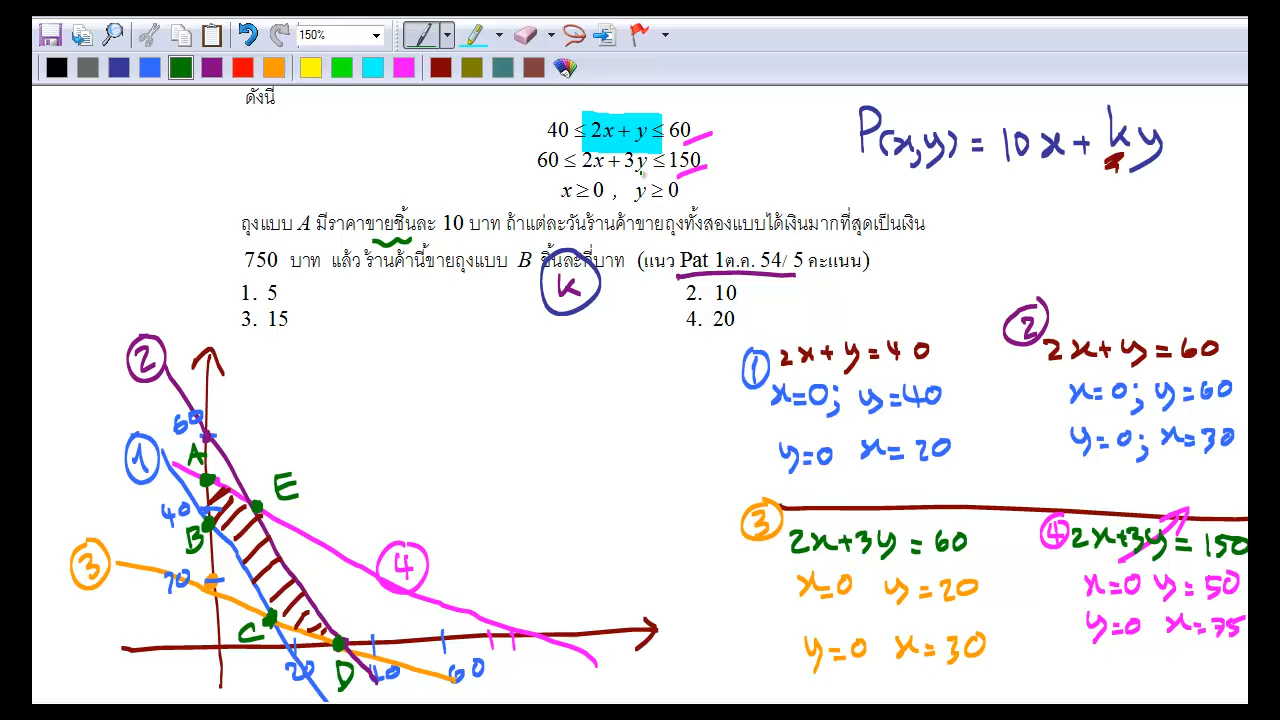 150%
ดังนี้
40 ≤ 2x + y ≤ 60
60 ≤ 2x + 3y ≤ 150
x ≥ 0 , y ≥ 0
P(x,y) = 10x + ky
ถุงแบบ A มีราคาขายชิ้นละ 10 บาท ถ้าแต่ละวันร้านค้าขายถุงทั้งสองแบบได้เงินมากที่สุดเป็นเงิน
750 บาท แล้ว ร้านค้านี้ขายถุงแบบ B ชิ้นละกี่บาท (แนว Pat 1ต.ค. 54/ 5 คะแนน)
k
1. 5
2. 10
3. 15
4. 20
2
60
A
1
40
B
E
3
20
C
4
20
D
40
60
1
2x+y=40
x=0; y=40
y=0 x=20
2
2x+y=60
x=0; y=60
y=0; x=30
3
2x+3y=60
x=0 y=20
y=0 x=30
4
2x+3y=150
x=0 y=50
y=0 x=75